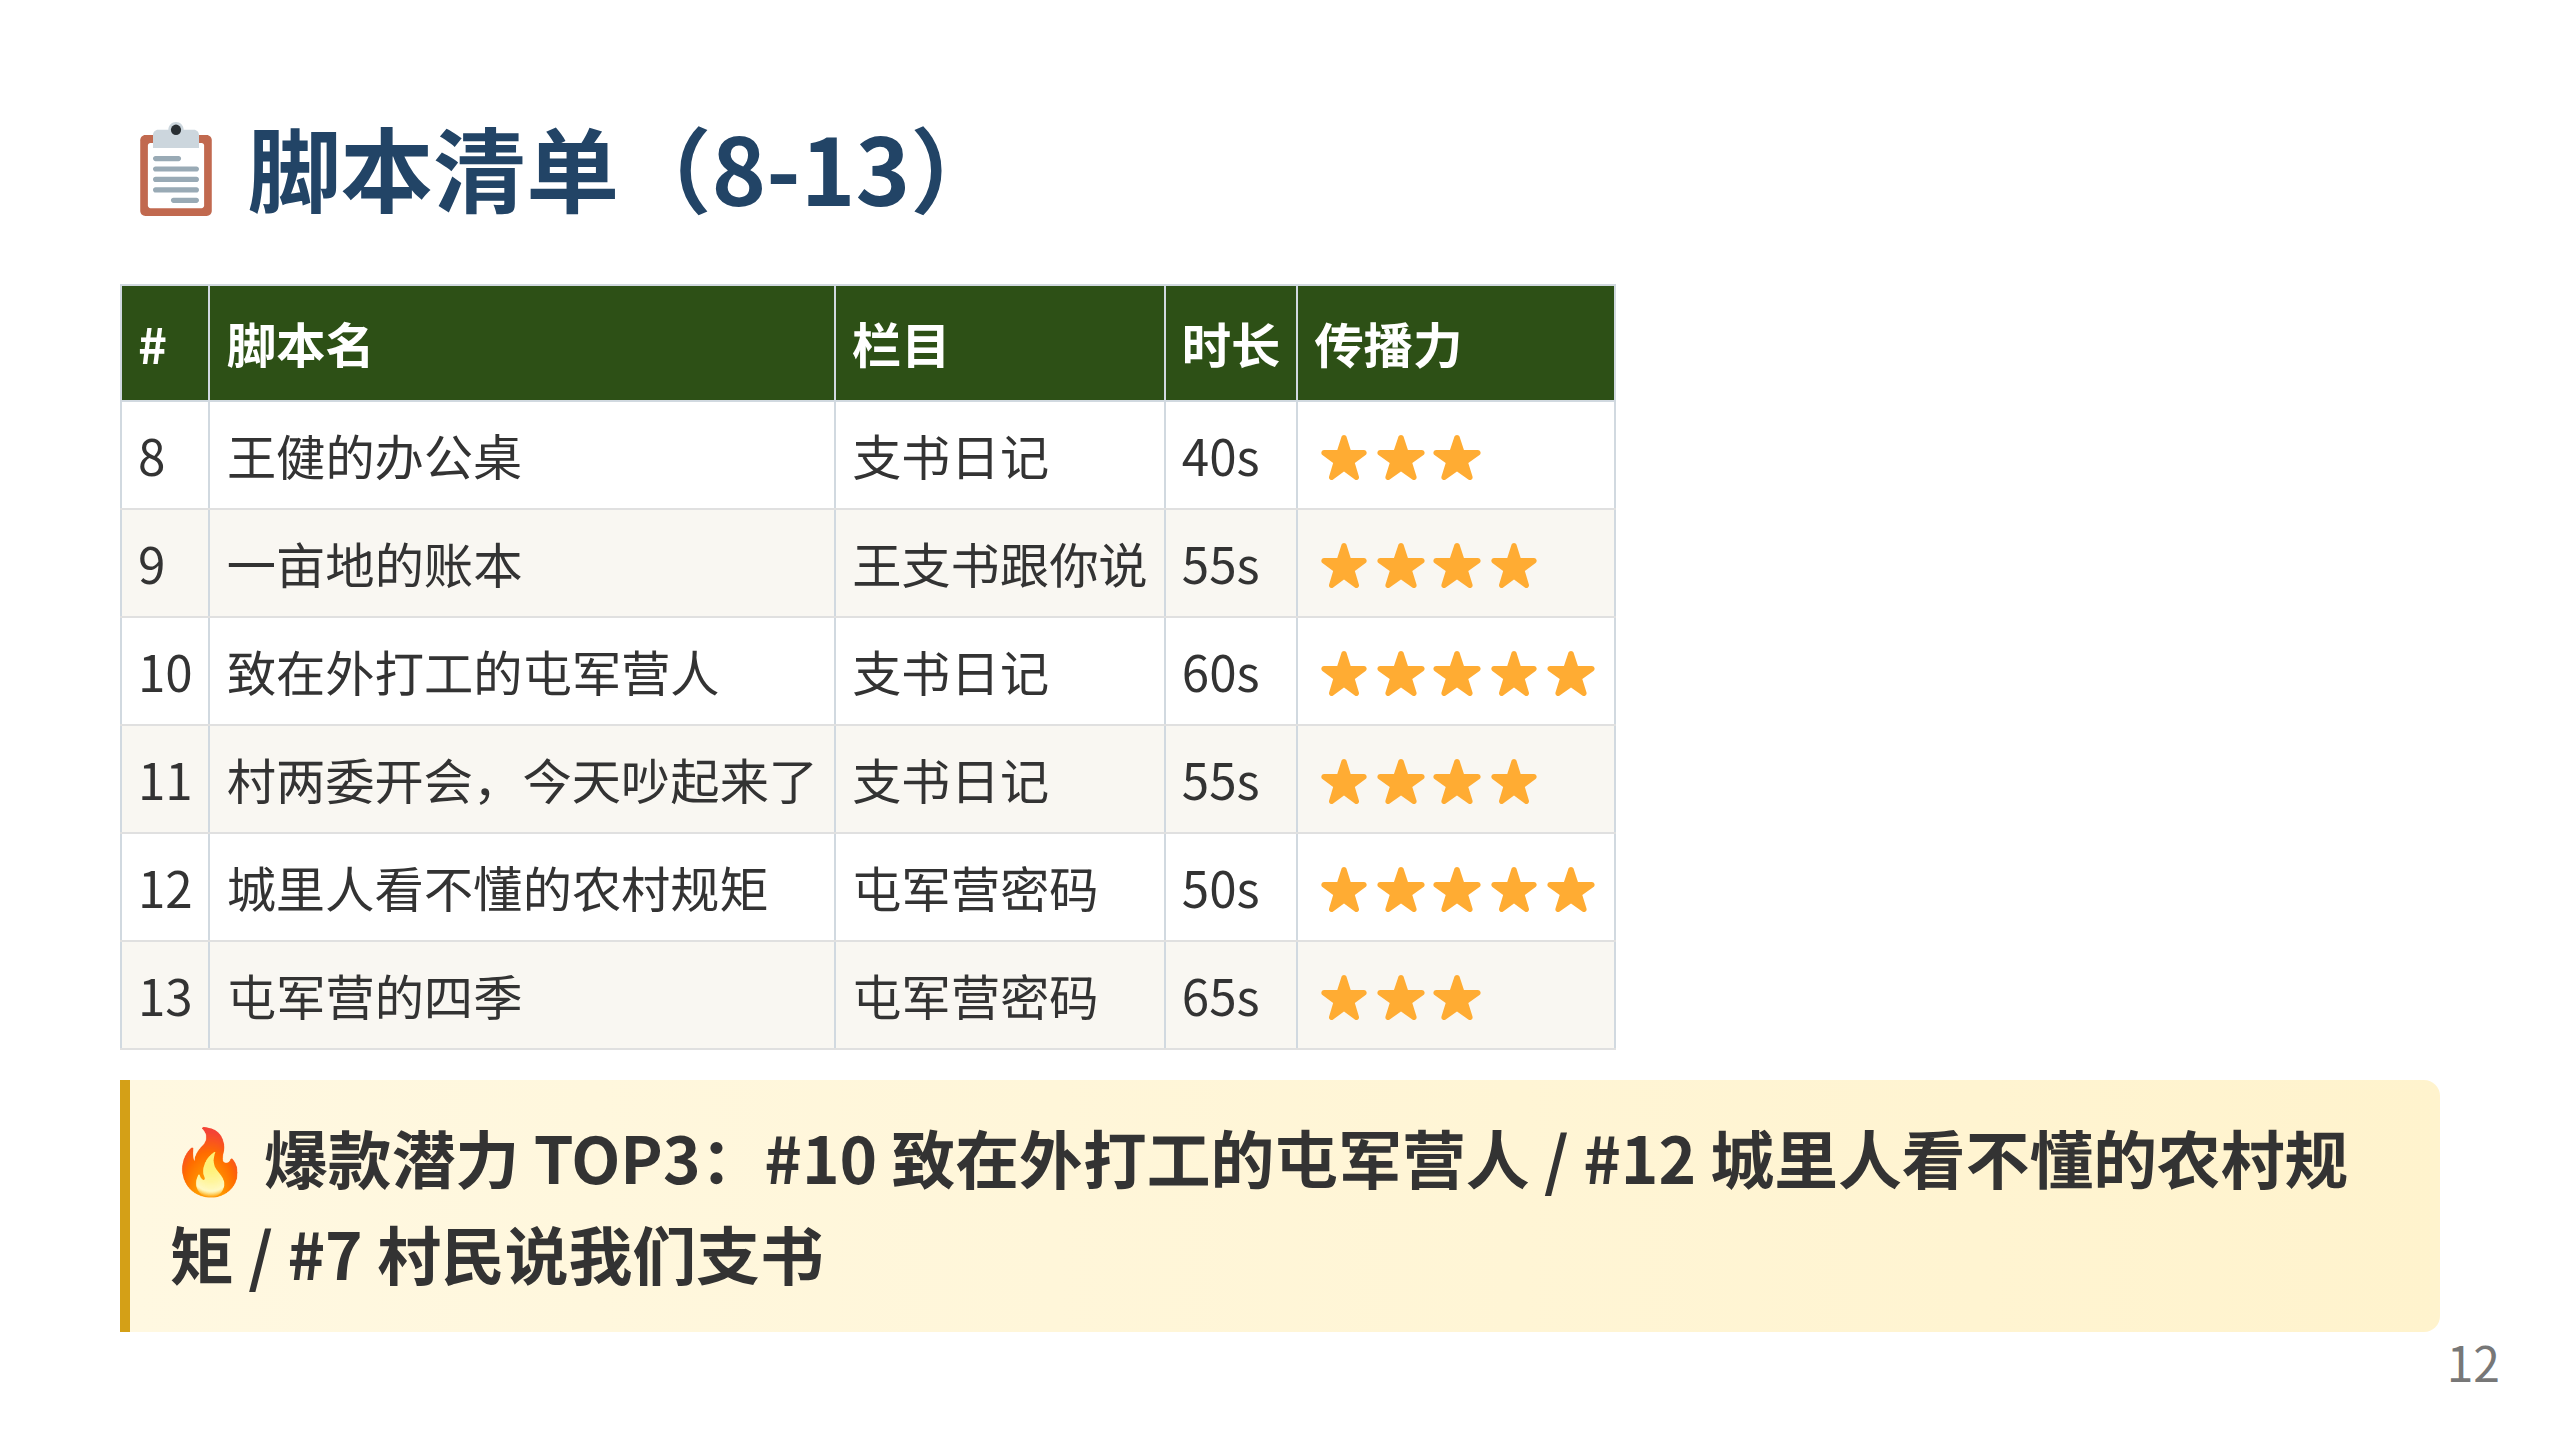 📋 脚本清单（8-13）
# 脚本名 栏目 时长 传播力
8 王健的办公桌 支书日记 40s ⭐⭐⭐
9 一亩地的账本 王支书跟你说 55s ⭐⭐⭐⭐
10 致在外打工的屯军营人 支书日记 60s ⭐⭐⭐⭐⭐
11 村两委开会，今天吵起来了 支书日记 55s ⭐⭐⭐⭐
12 城里人看不懂的农村规矩 屯军营密码 50s ⭐⭐⭐⭐⭐
13 屯军营的四季 屯军营密码 65s ⭐⭐⭐
🔥 爆款潜力 TOP3：#10 致在外打工的屯军营人 / #12 城里人看不懂的农村规
矩 / #7 村民说我们支书
12